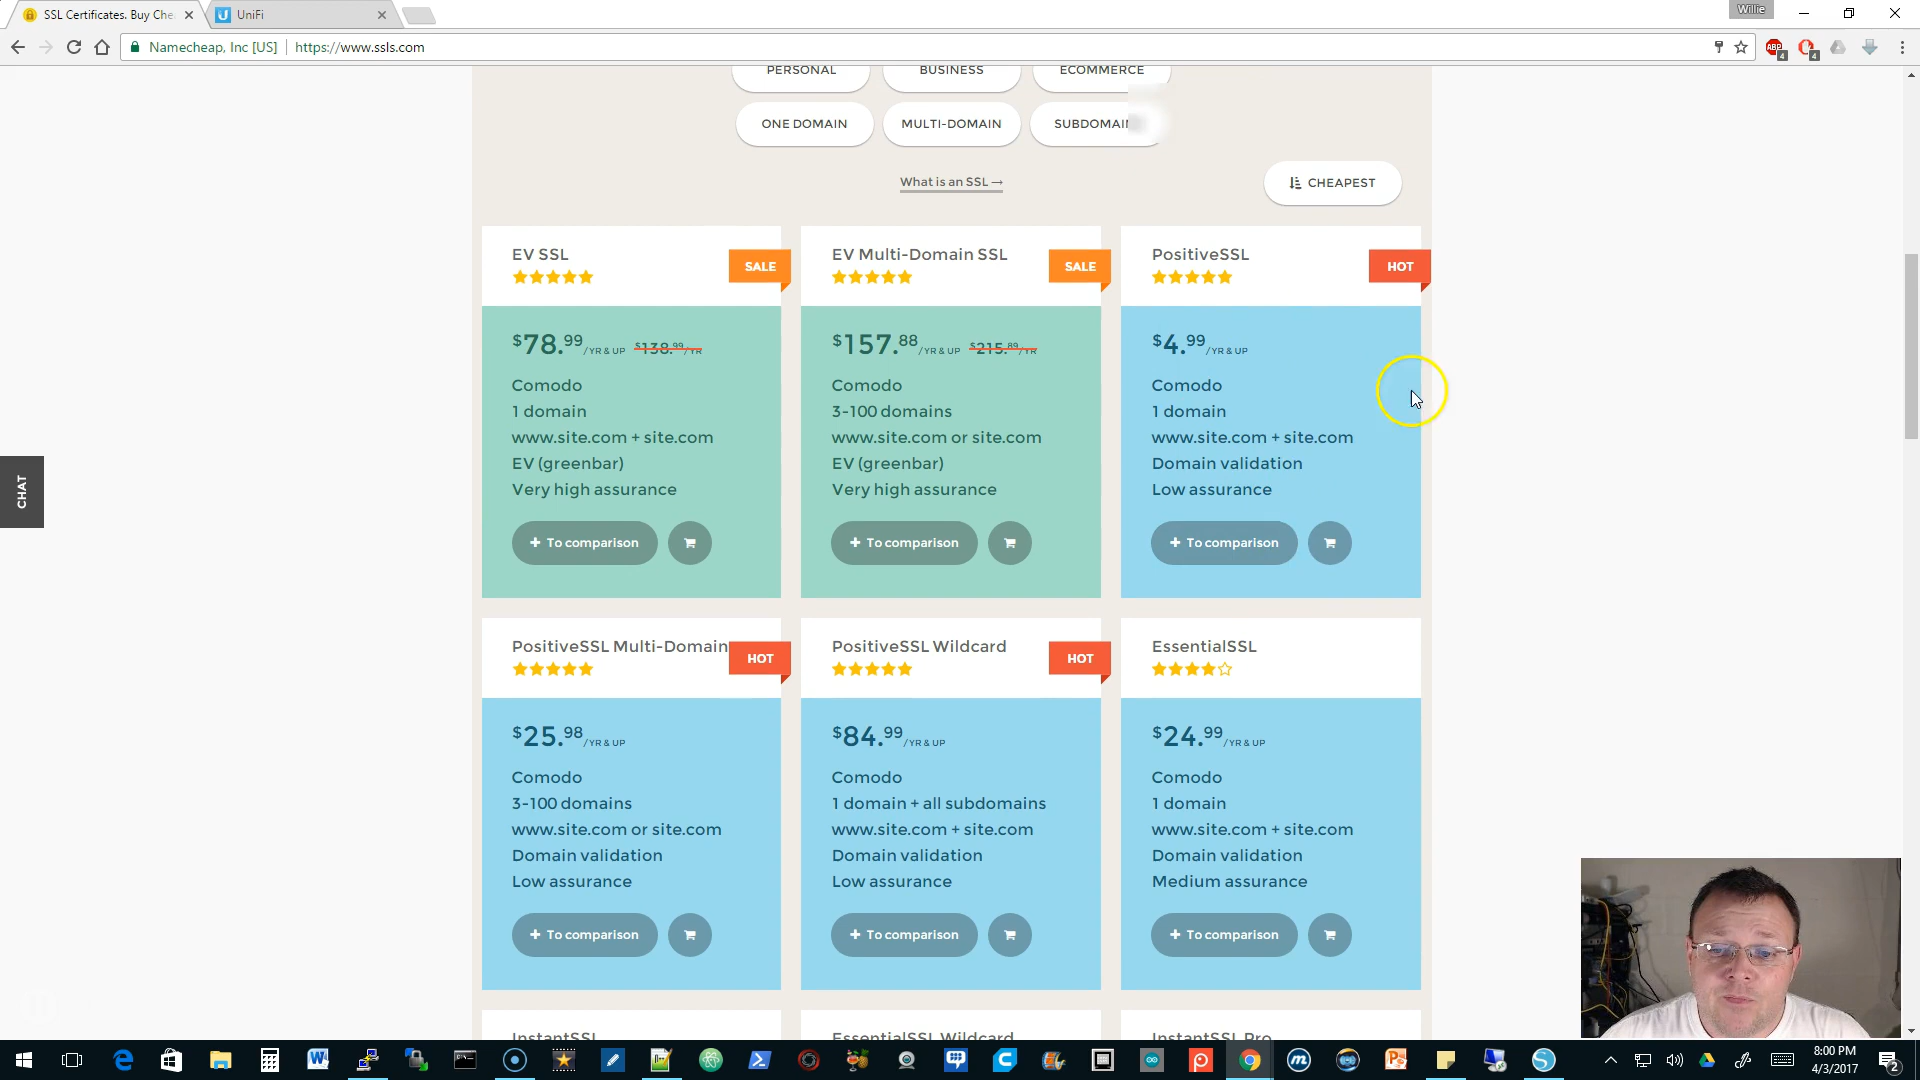 SSL Certificates. Buy Che
UniFi
Willie
Namecheap, Inc [US]
https://www.ssls.com
PERSONAL
BUSINESS
ECOMMERCE
ONE DOMAIN
MULTI-DOMAIN
What is an SSL →
CHEAPEST
EV SSL
SALE
$78.99/YR & UP $138.99/YR
Comodo
1 domain
www.site.com + site.com
EV (greenbar)
Very high assurance
+ To comparison
EV Multi-Domain SSL
SALE
$157.88/YR & UP $215.89/YR
Comodo
3-100 domains
www.site.com or site.com
EV (greenbar)
Very high assurance
+ To comparison
PositiveSSL
HOT
$4.99/YR & UP
Comodo
1 domain
www.site.com + site.com
Domain validation
Low assurance
+ To comparison
CHAT
PositiveSSL Multi-Domain
HOT
$25.98/YR & UP
Comodo
3-100 domains
www.site.com or site.com
Domain validation
Low assurance
+ To comparison
PositiveSSL Wildcard
HOT
$84.99/YR & UP
Comodo
1 domain + all subdomains
www.site.com + site.com
Domain validation
Low assurance
+ To comparison
EssentialSSL
$24.99/YR & UP
Comodo
1 domain
www.site.com + site.com
Domain validation
Medium assurance
+ To comparison
InstantSSL
EssentialSSL Wildcard
InstantSSL Pro
8:00 PM
4/3/2017